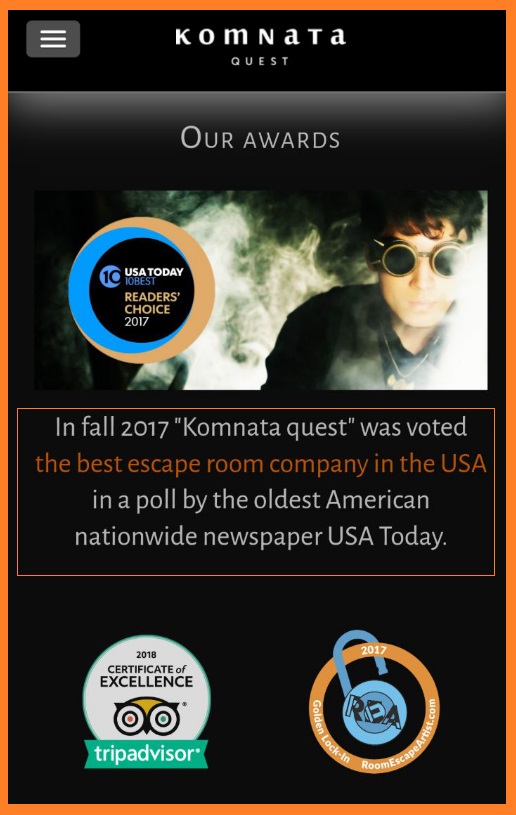 KOMNATA
QUEST
OUR AWARDS
10 USA TODAY
10BEST
READERS'
CHOICE
2017
In fall 2017 "Komnata quest" was voted
the best escape room company in the USA
in a poll by the oldest American
nationwide newspaper USA Today.
2018
CERTIFICATE of
EXCELLENCE
tripadvisor®
2017
REA
Golden Lock-In RoomEscapeArtist.com